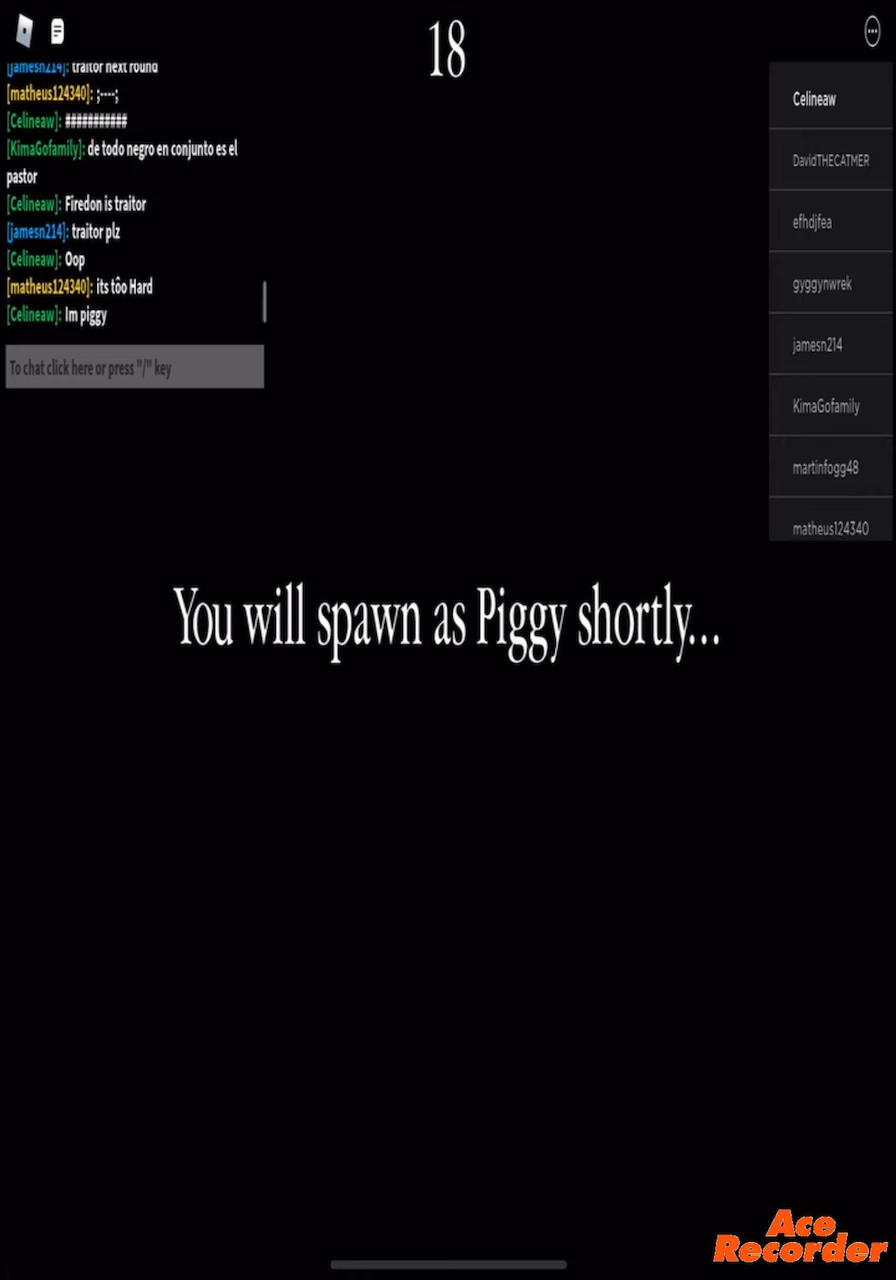 18
[jamesn214]: traitor next round
[matheus124340]: ;----;
[Celineaw]: ###########
[KimaGofamily]: de todo negro en conjunto es el
pastor
[Celineaw]: Firedon is traitor
[jamesn214]: traitor plz
[Celineaw]: Oop
[matheus124340]: its tôo Hard
[Celineaw]: Im piggy
To chat click here or press "/" key
Celineaw
DavidTHECATMER
efhdjfea
gyggynwrek
jamesn214
KimaGofamily
martinfogg48
matheus124340
You will spawn as Piggy shortly...
Ace
Recorder